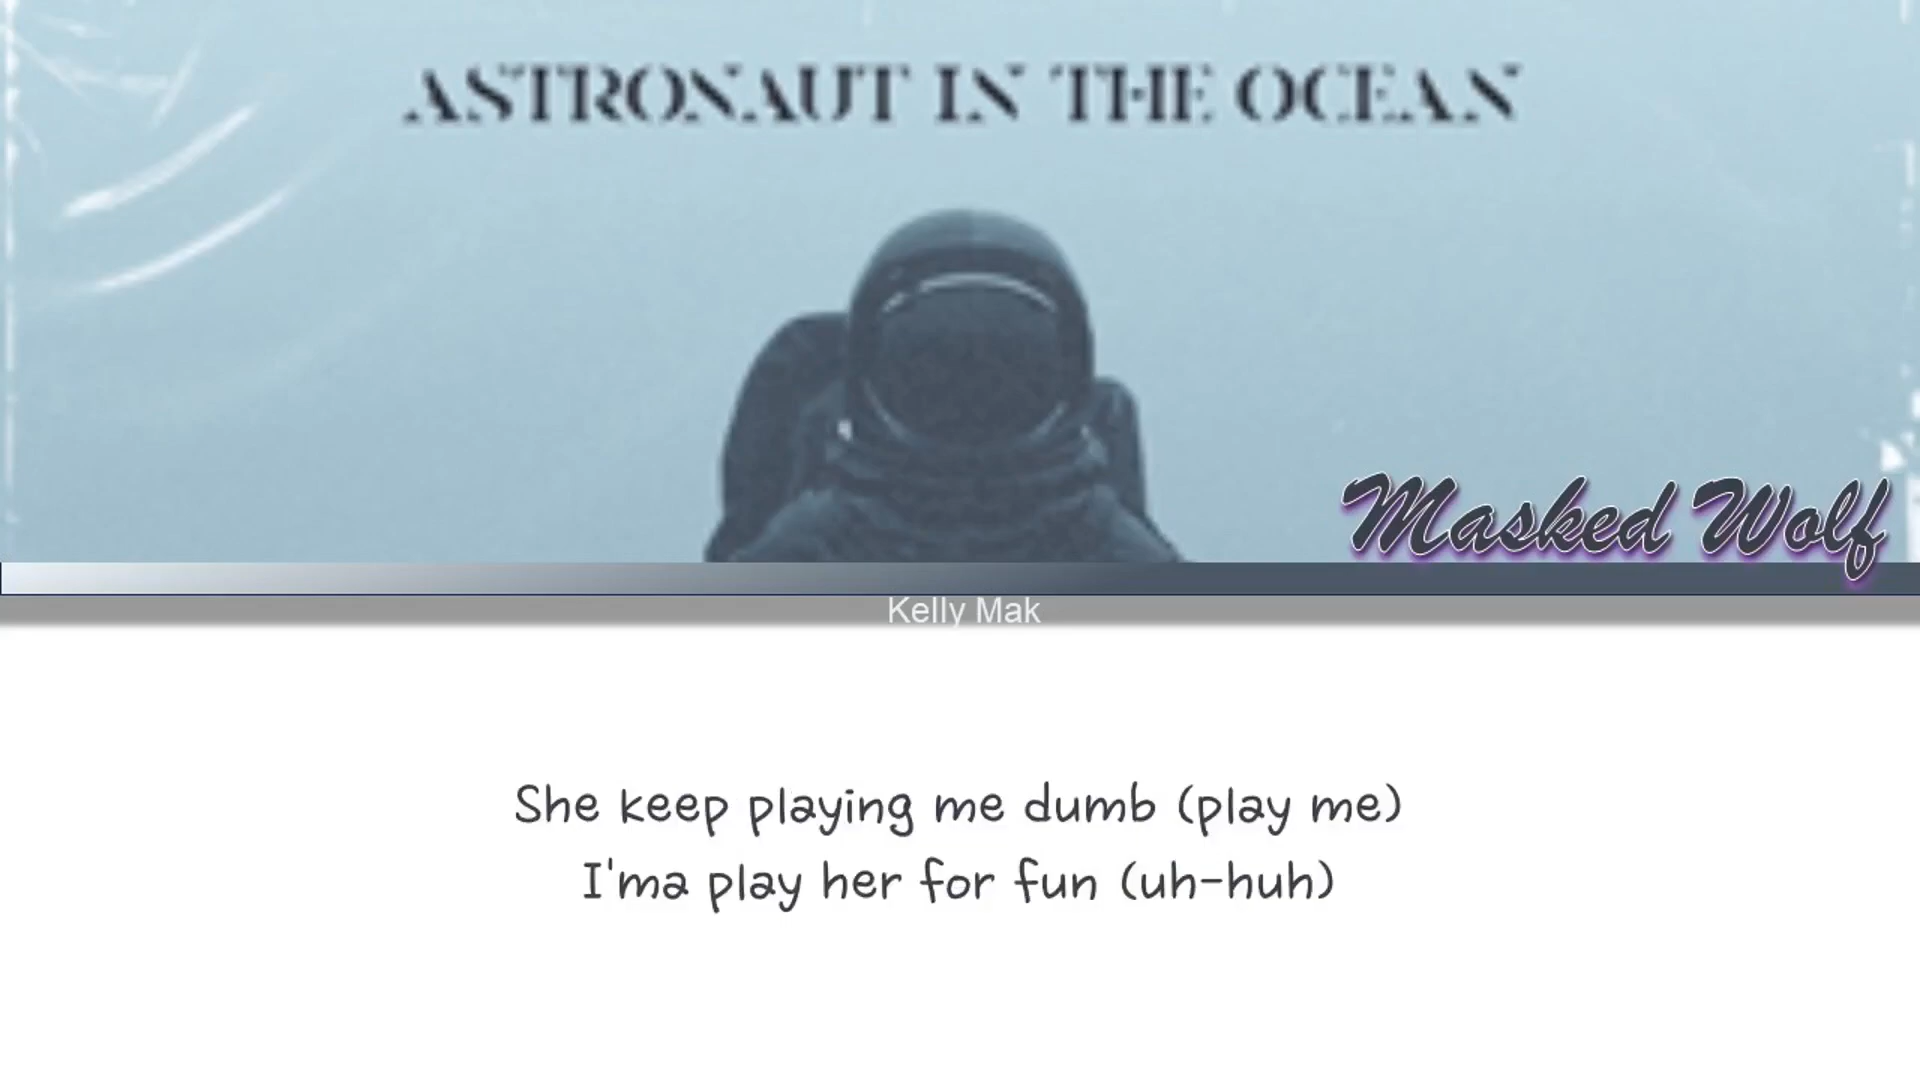 ASTRONAUT IN THE OCEAN
Masked Wolf
Kelly Mak
She keep playing me dumb (play me)
I'ma play her for fun (uh-huh)